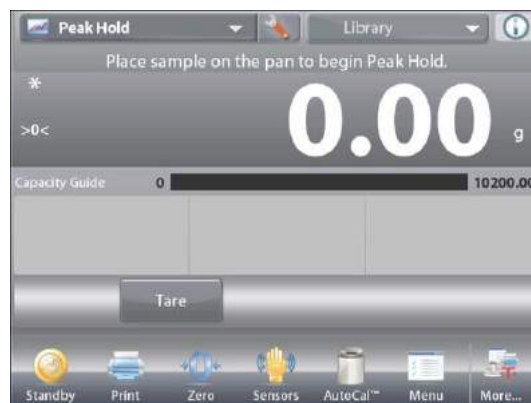 Peak Hold Library
Place sample on the pan to begin Peak Hold.
*
>0< 0.00 g
Capacity Guide 0 10200.00
Tare
Standby Print Zero Sensors AutoCal™ Menu More...